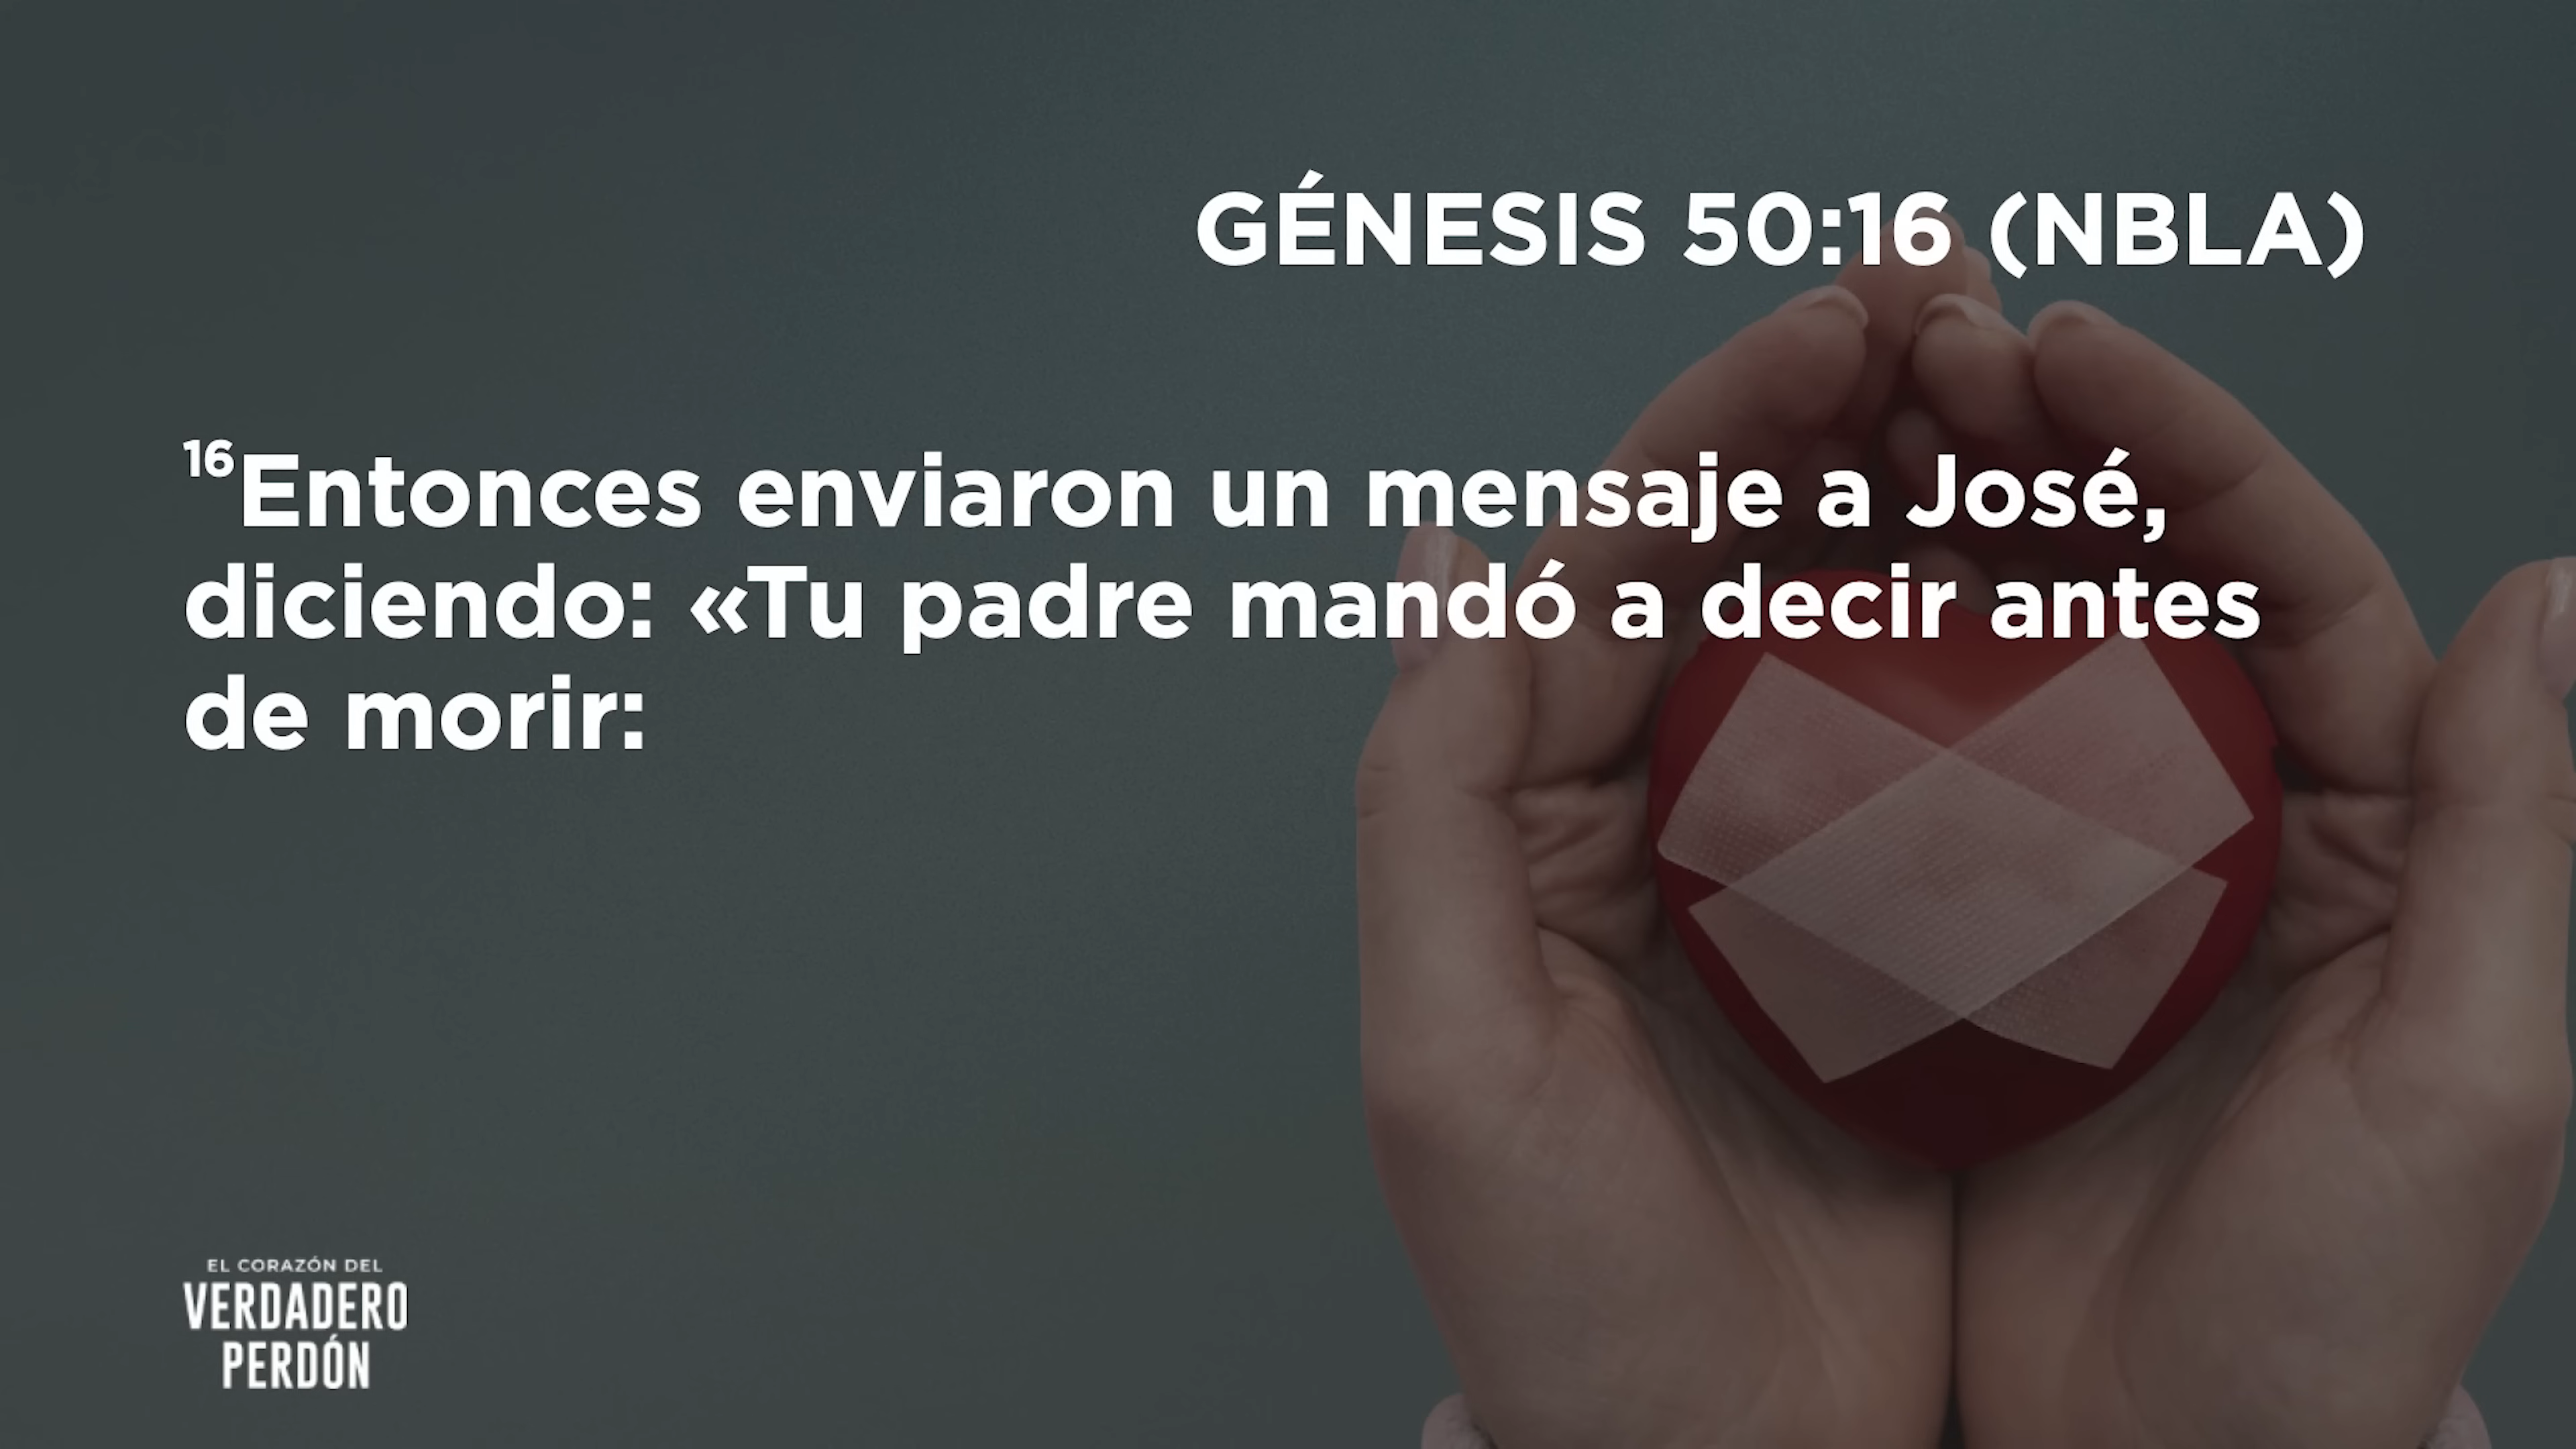 GÉNESIS 50:16 (NBLA)
16Entonces enviaron un mensaje a José,
diciendo: «Tu padre mandó a decir antes
de morir:
EL CORAZÓN DEL
VERDADERO
PERDÓN